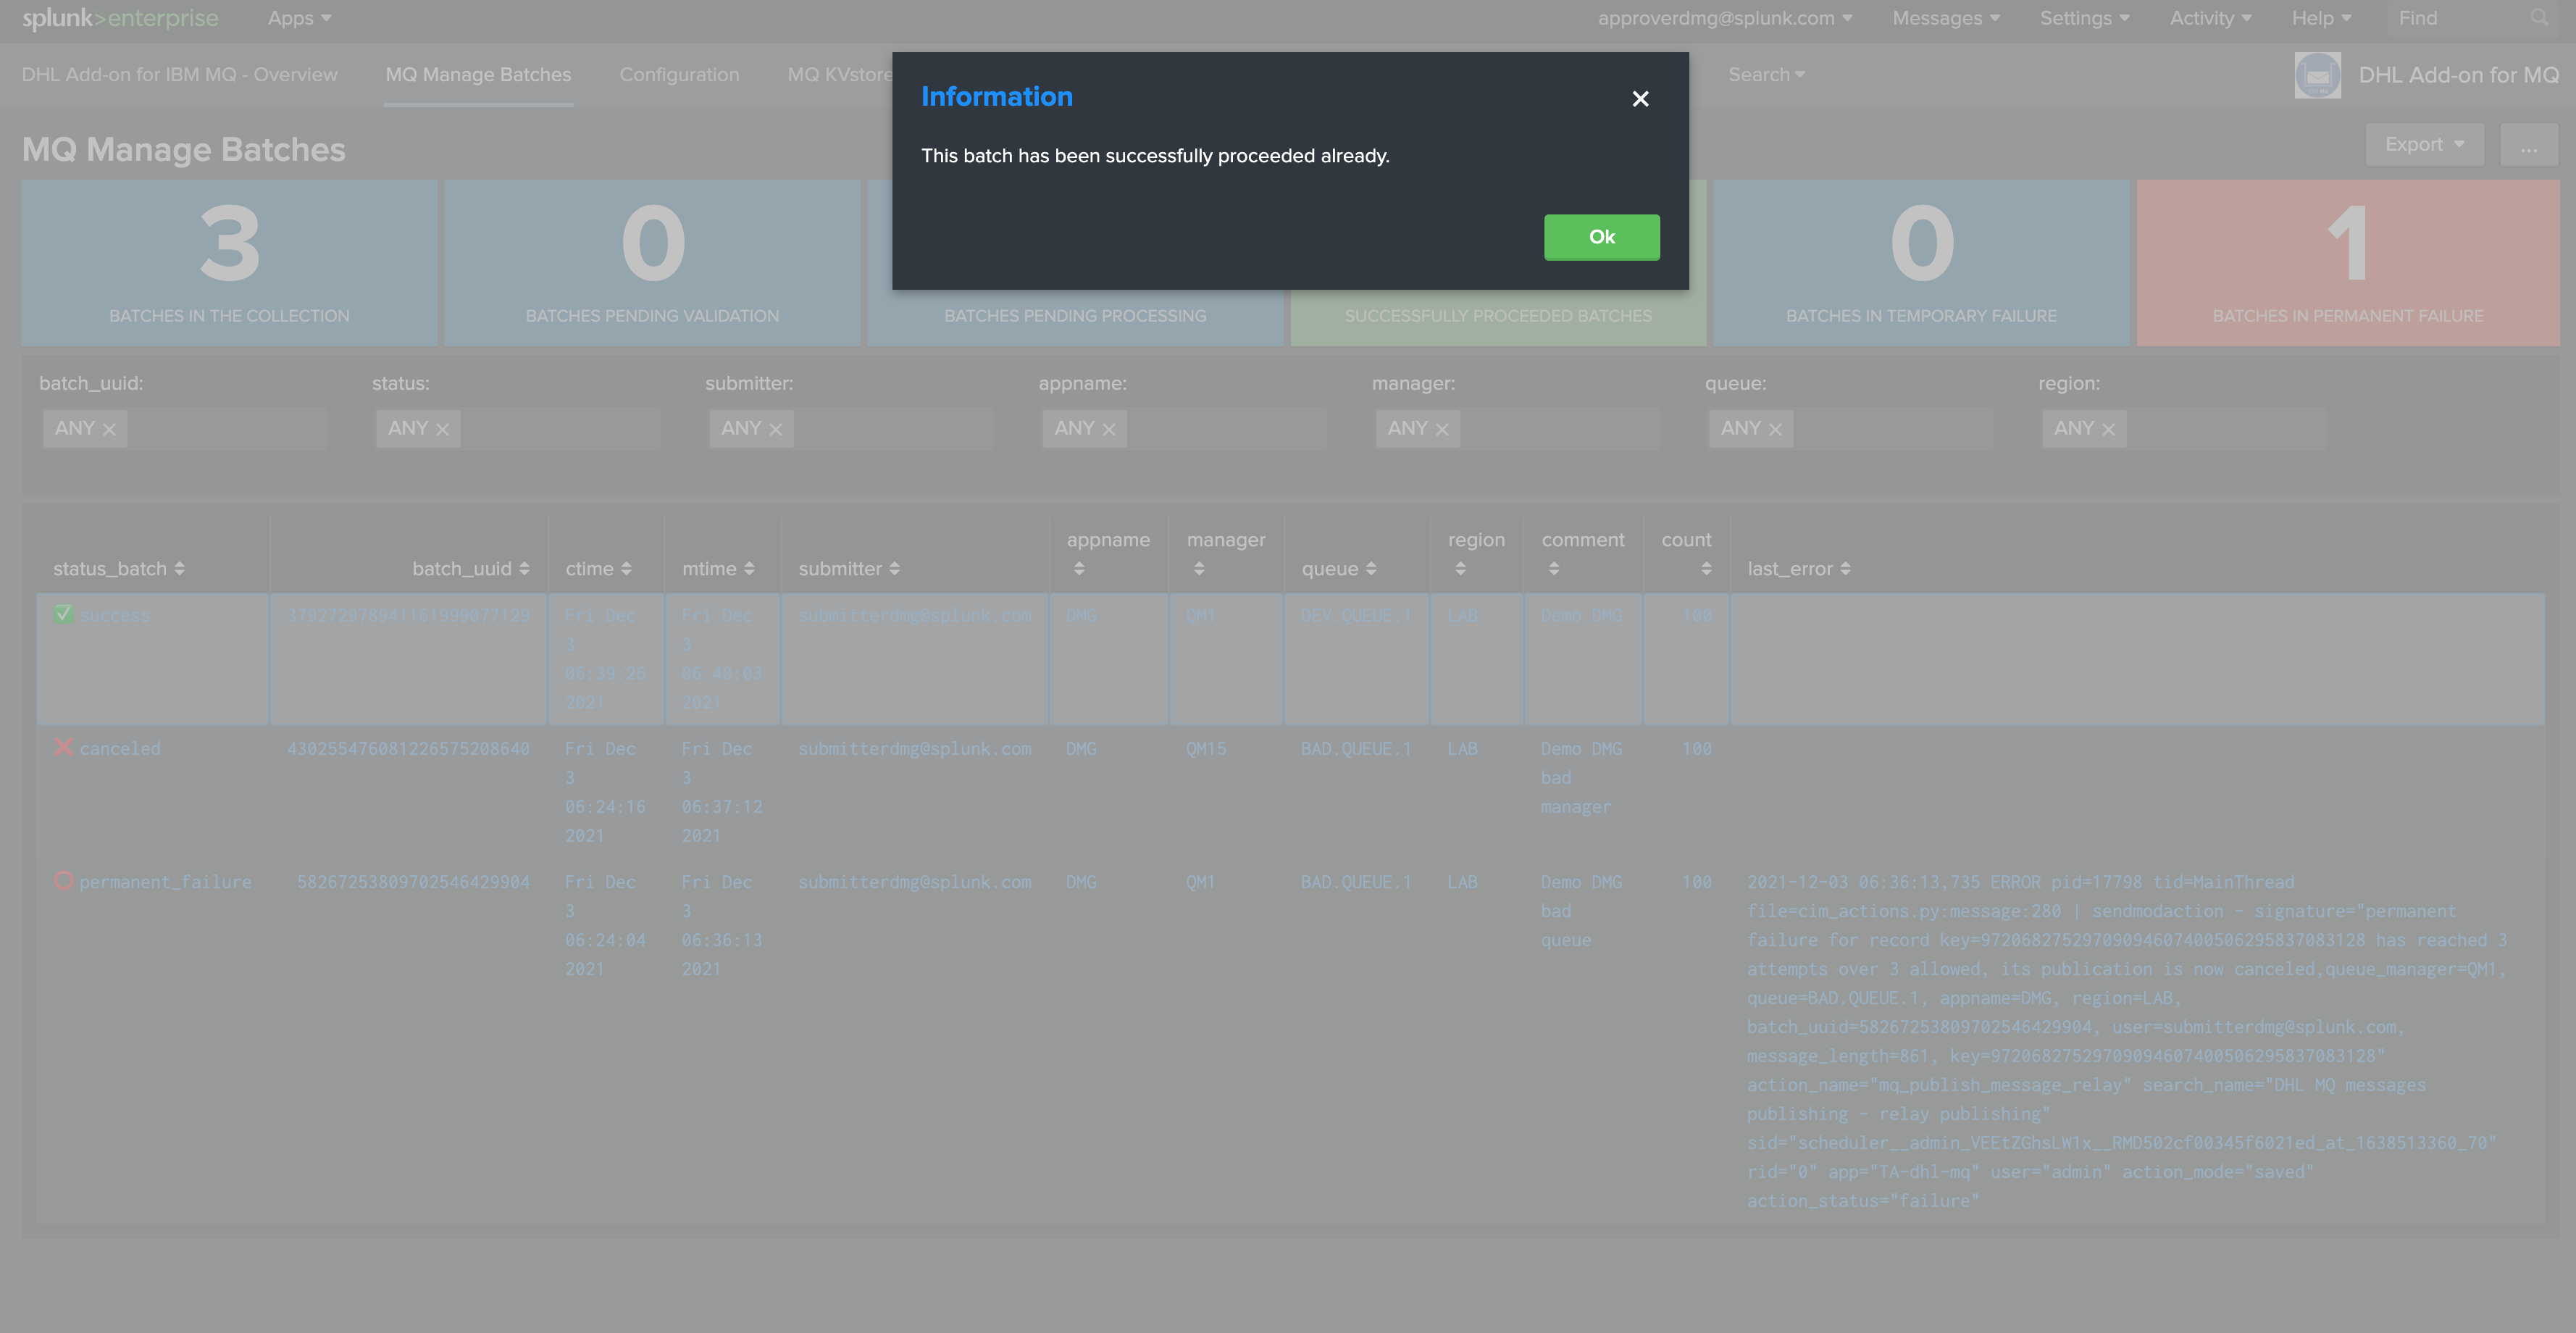 splunk>enterprise Apps approverdmg@splunk.com Messages Settings Activity Help Find
DHL Add-on for IBM MQ - Overview MQ Manage Batches Configuration MQ KVstore Search DHL Add-on for MQ
Information
This batch has been successfully proceeded already.
Ok
MQ Manage Batches
Export ...
3 0 0 1
BATCHES IN THE COLLECTION BATCHES PENDING VALIDATION BATCHES PENDING PROCESSING SUCCESSFULLY PROCEEDED BATCHES BATCHES IN TEMPORARY FAILURE BATCHES IN PERMANENT FAILURE
batch_uuid: status: submitter: appname: manager: queue: region:
ANY ANY ANY ANY ANY ANY ANY
appname manager region comment count
status_batch batch_uuid ctime mtime submitter queue last_error
success 379272978941161999077129 Fri Dec Fri Dec submitterdmg@splunk.com DMG QM1 DEV.QUEUE.1 LAB Demo DMG 100
3 3
06:39:26 06:40:03
2021 2021
canceled 430255476081226575208640 Fri Dec Fri Dec submitterdmg@splunk.com DMG QM15 BAD.QUEUE.1 LAB Demo DMG 100
3 3 bad
06:24:16 06:37:12 manager
2021 2021
permanent_failure 58267253809702546429904 Fri Dec Fri Dec submitterdmg@splunk.com DMG QM1 BAD.QUEUE.1 LAB Demo DMG 100 2021-12-03 06:36:13,735 ERROR pid=17798 tid=MainThread
3 3 bad file=cim_actions.py:message:280 | sendmodaction - signature="permanent
06:24:04 06:36:13 queue failure for record key=97206827529709094607400506295837083128 has reached 3
2021 2021 attempts over 3 allowed, its publication is now canceled,queue_manager=QM1,
queue=BAD.QUEUE.1, appname=DMG, region=LAB,
batch_uuid=58267253809702546429904, user=submitterdmg@splunk.com,
message_length=861, key=97206827529709094607400506295837083128"
action_name="mq_publish_message_relay" search_name="DHL MQ messages
publishing - relay publishing"
sid="scheduler__admin_VEEtZGhsLW1x__RMD502cf00345f6021ed_at_1638513360_70"
rid="0" app="TA-dhl-mq" user="admin" action_mode="saved"
action_status="failure"